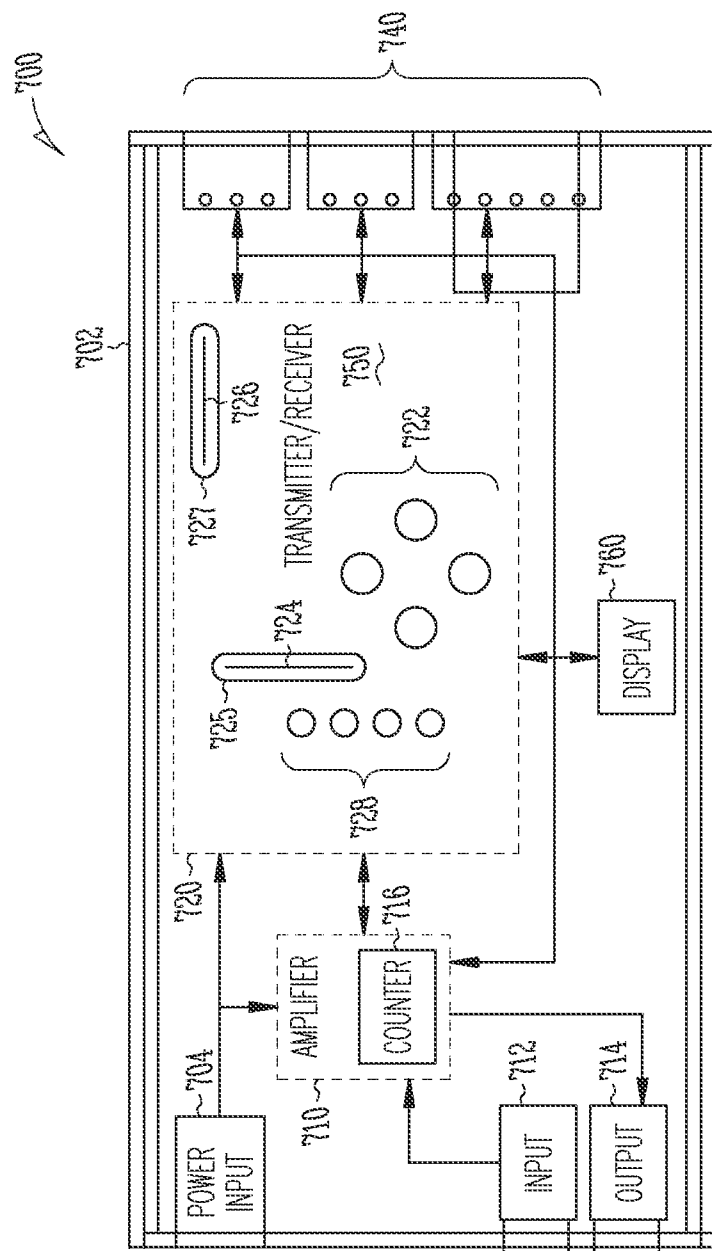 700
702
740
704
POWER
INPUT
720
727
726
TRANSMITTER/RECEIVER
750
725
724
722
728
710
AMPLIFIER
716
COUNTER
712
INPUT
714
OUTPUT
760
DISPLAY